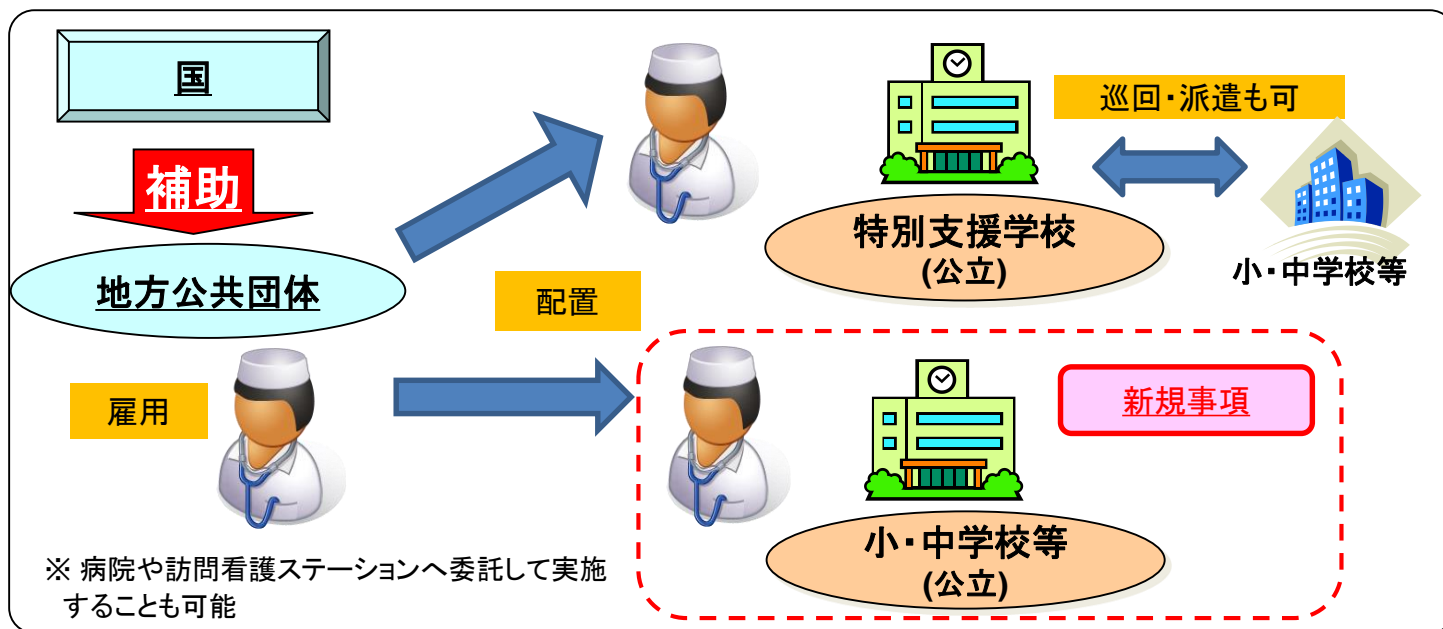 国
補助
地方公共団体
雇用
配置
巡回・派遣も可
特別支援学校
(公立)
小・中学校等
新規事項
小・中学校等
(公立)
※ 病院や訪問看護ステーションへ委託して実施
することも可能